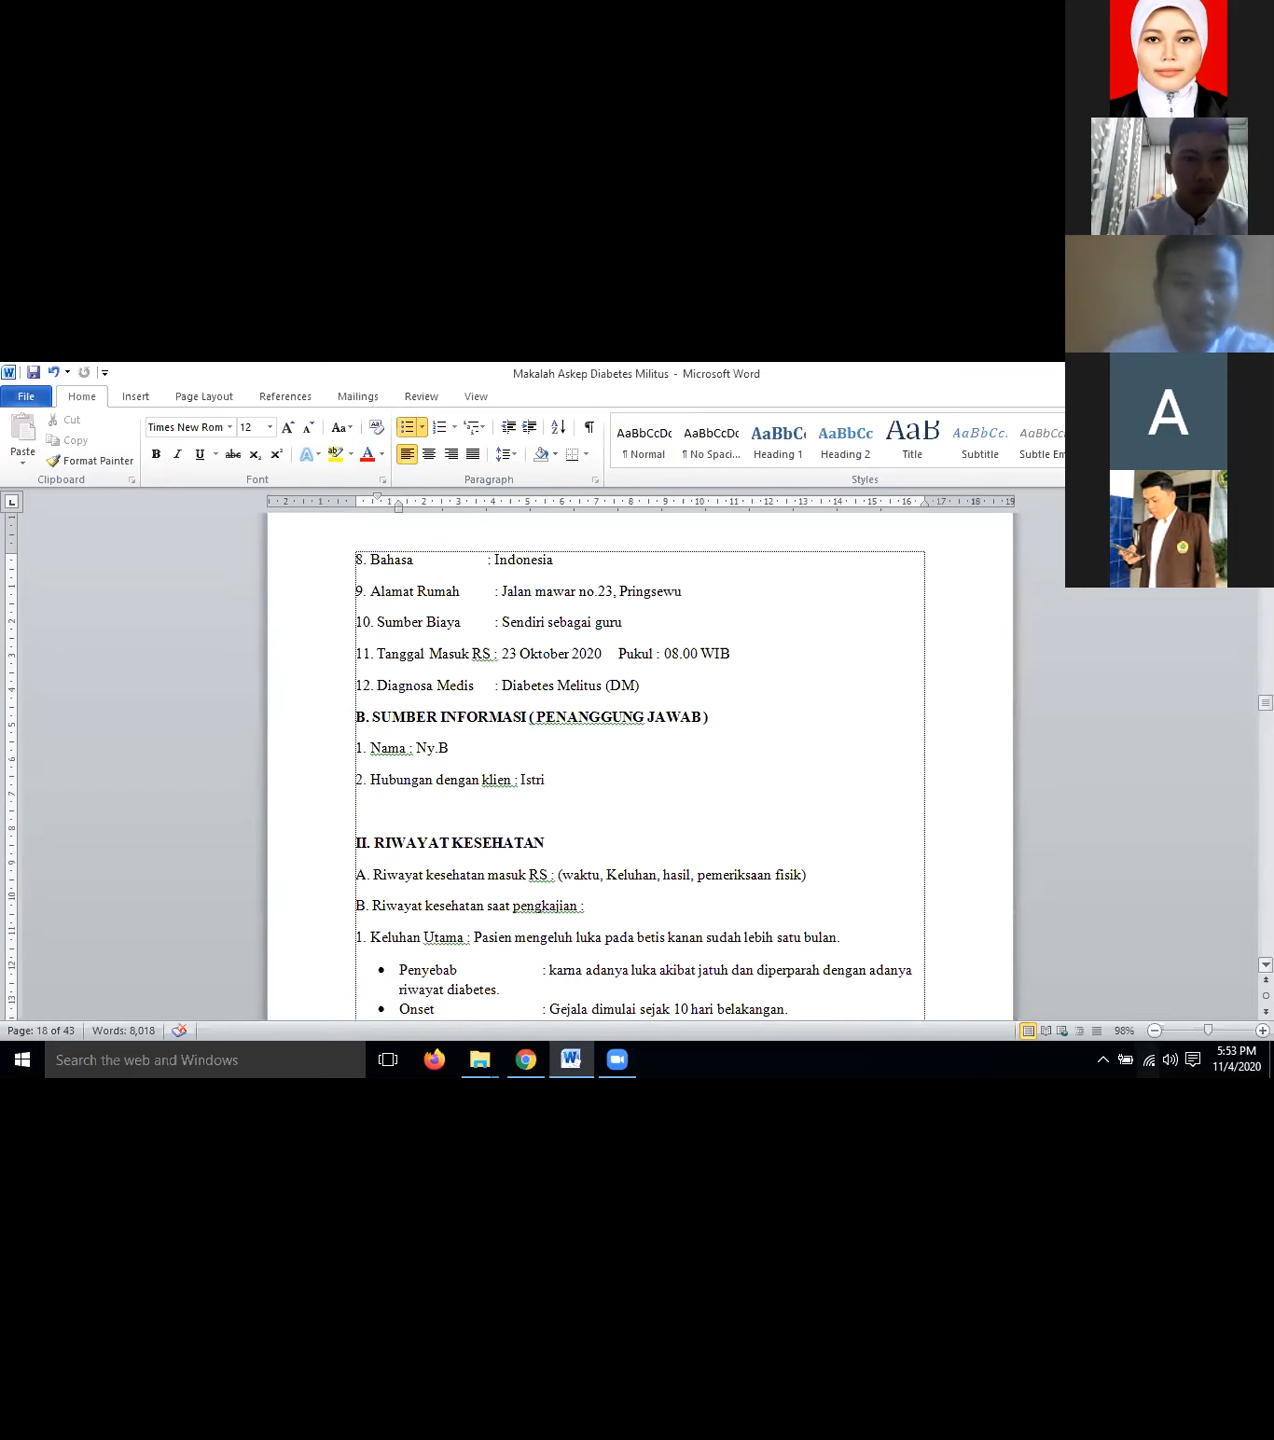 Makalah Askep Diabetes Militus - Microsoft Word
File Home Insert Page Layout References Mailings Review View
Cut
Copy
Format Painter
Paste
Times New Rom 12
AaBbCcDc AaBbCcDc AaBbC AaBbCc AaB AaBbCc. AaBbCcD
¶ Normal ¶ No Spaci... Heading 1 Heading 2 Title Subtitle Subtle Em
Clipboard Font Paragraph Styles
8. Bahasa : Indonesia
9. Alamat Rumah : Jalan mawar no.23, Pringsewu
10. Sumber Biaya : Sendiri sebagai guru
11. Tanggal Masuk RS : 23 Oktober 2020 Pukul : 08.00 WIB
12. Diagnosa Medis : Diabetes Melitus (DM)
B. SUMBER INFORMASI ( PENANGGUNG JAWAB )
1. Nama : Ny.B
2. Hubungan dengan klien : Istri
II. RIWAYAT KESEHATAN
A. Riwayat kesehatan masuk RS : (waktu, Keluhan, hasil, pemeriksaan fisik)
B. Riwayat kesehatan saat pengkajian :
1. Keluhan Utama : Pasien mengeluh luka pada betis kanan sudah lebih satu bulan.
• Penyebab : karna adanya luka akibat jatuh dan diperparah dengan adanya
riwayat diabetes.
• Onset : Gejala dimulai sejak 10 hari belakangan.
Page: 18 of 43 Words: 8,018 98%
Search the web and Windows
5:53 PM
11/4/2020
A